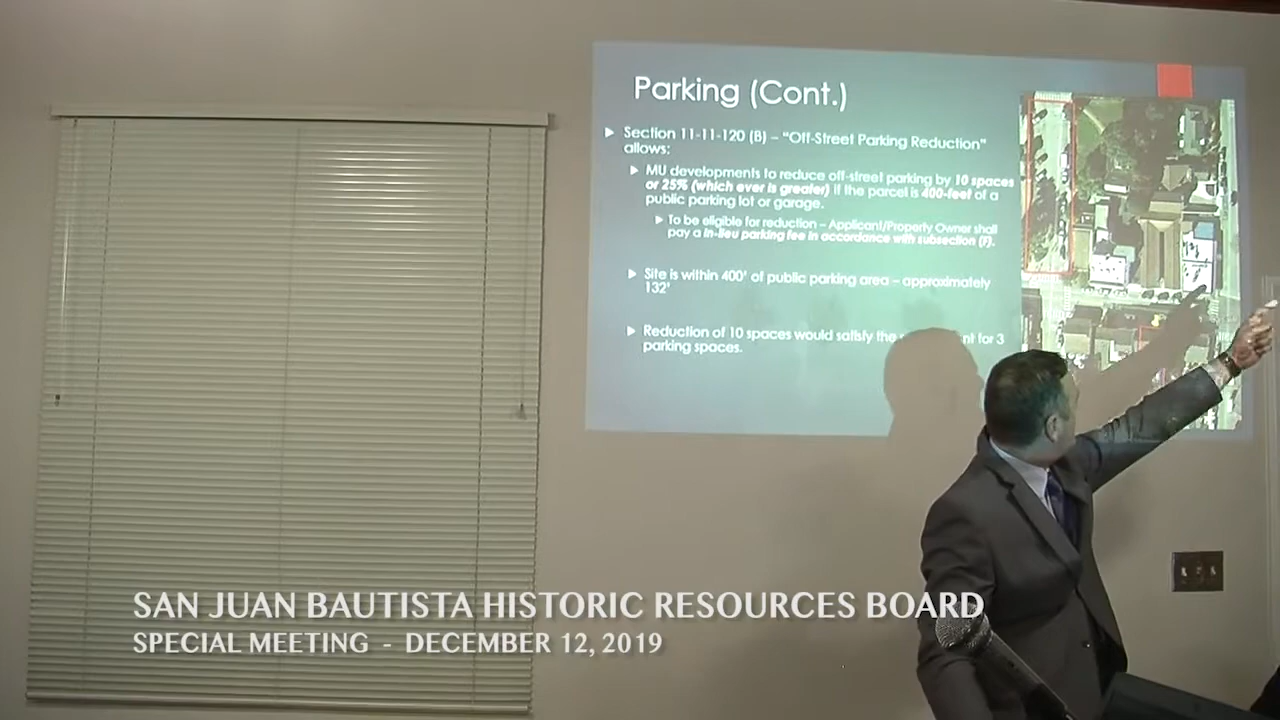 Parking (Cont.)
Section 11-11-120 (B) – "Off-Street Parking Reduction"
allows:
MU developments to reduce off-street parking by 10 spaces
or 25% (which ever is greater) if the parcel is 400-feet of a
public parking lot or garage.
To be eligible for reduction – Applicant/Property Owner shall
pay a in-lieu parking fee in accordance with subsection (F).
Site is within 400' of public parking area – approximately
132'
Reduction of 10 spaces would satisfy the for 3
parking spaces.
SAN JUAN BAUTISTA HISTORIC RESOURCES BOARD
SPECIAL MEETING - DECEMBER 12, 2019